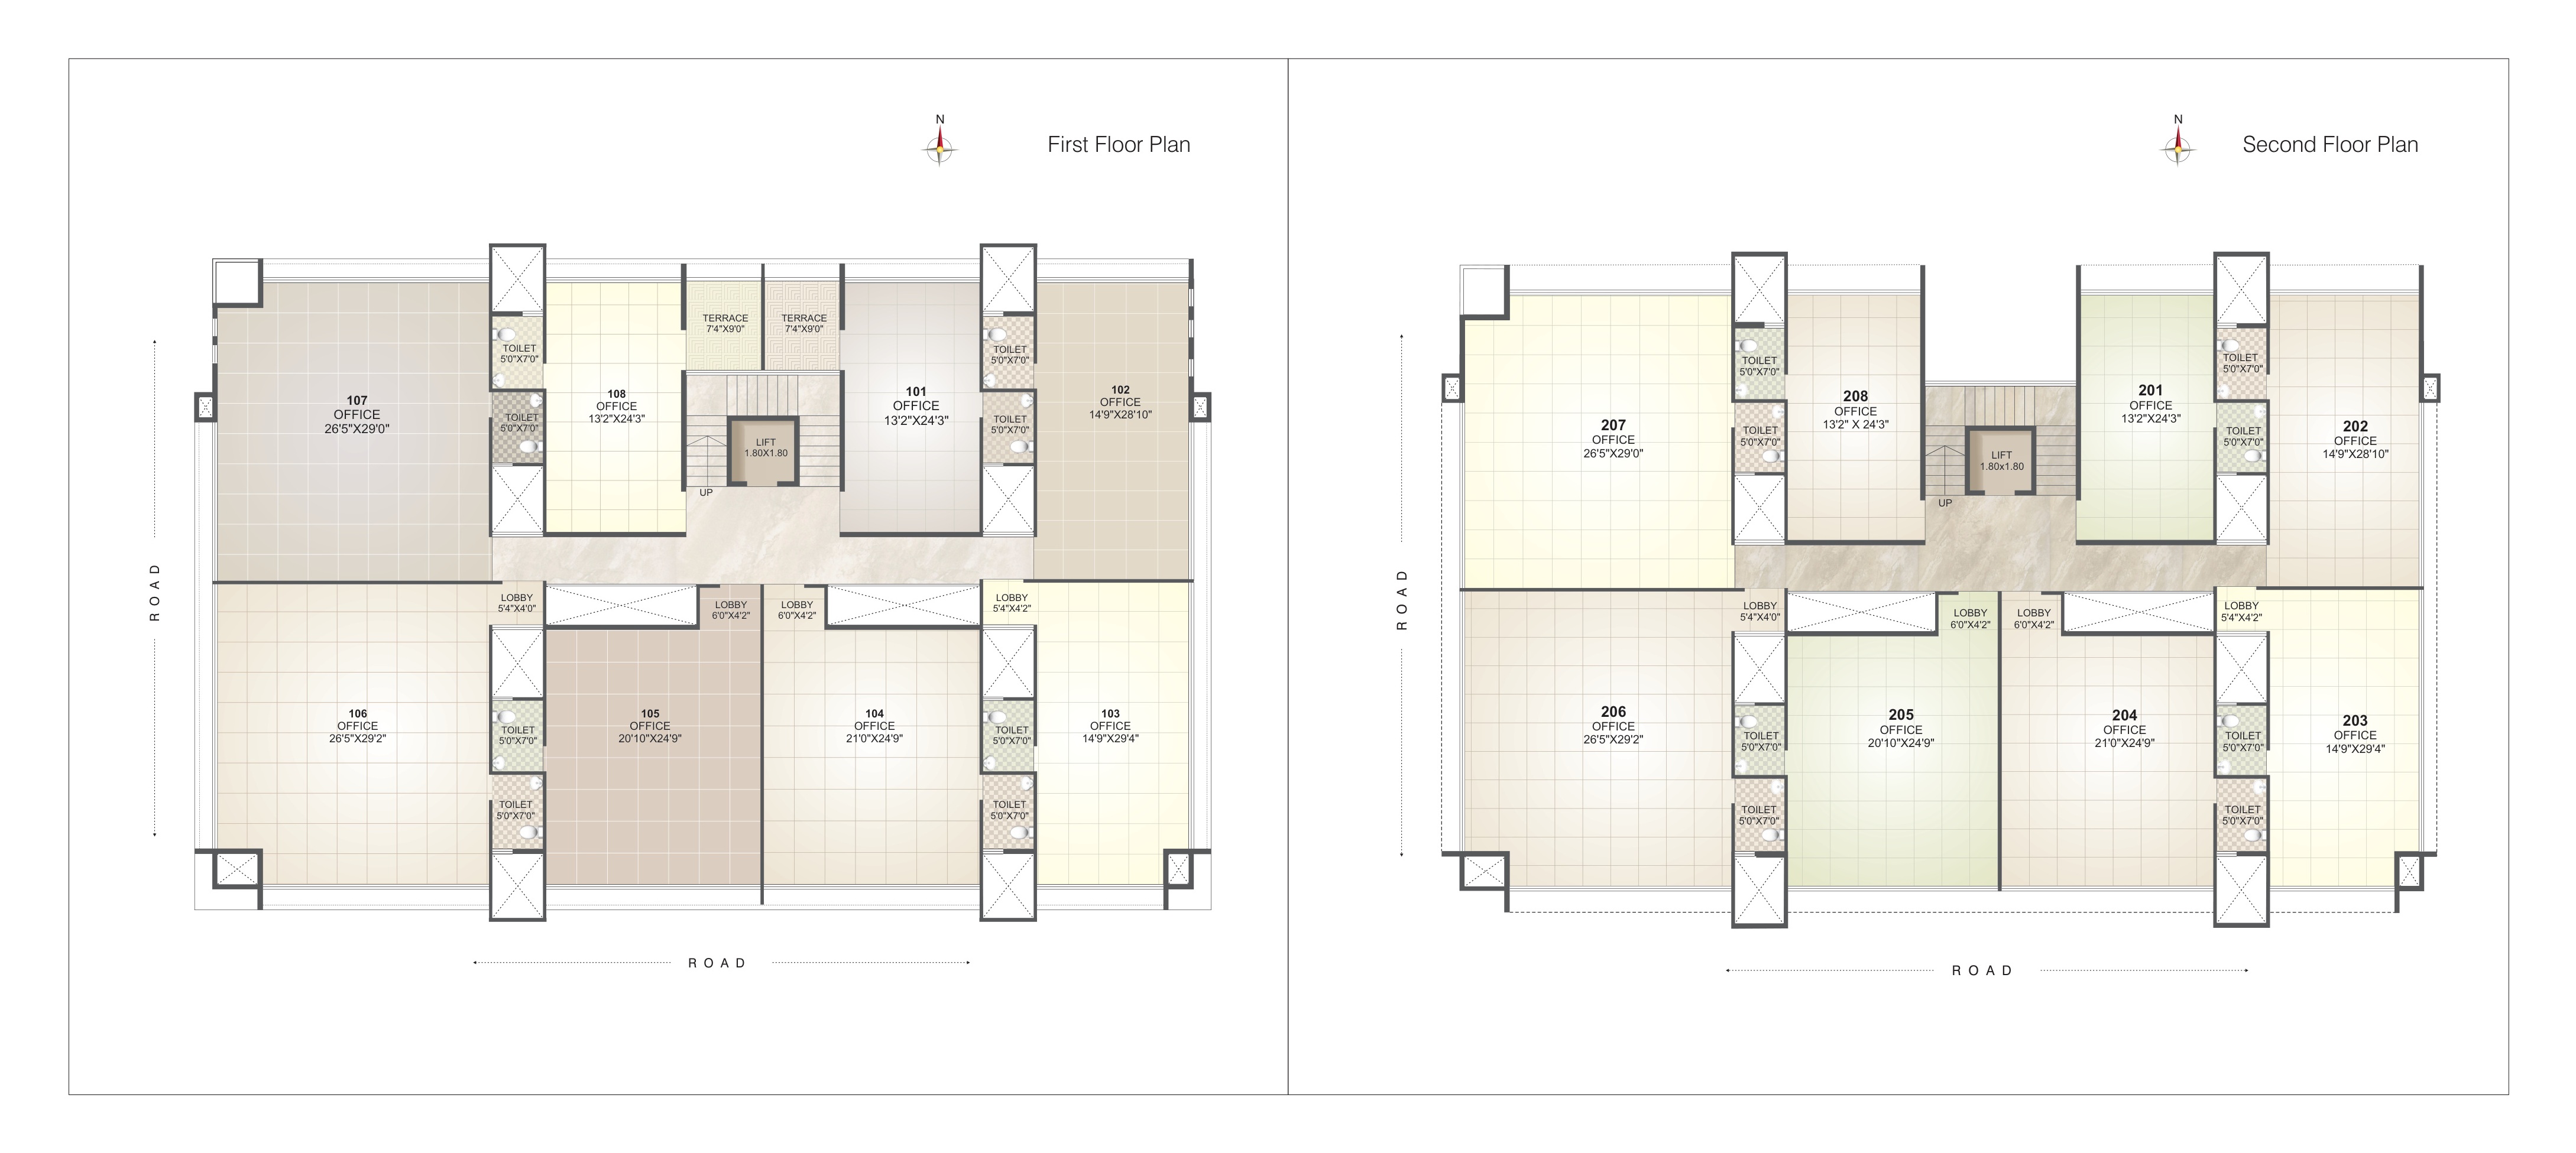 N
First Floor Plan
TERRACE
7'4"X9'0"
TERRACE
7'4"X9'0"
TOILET
5'0"X7'0"
TOILET
5'0"X7'0"
107
OFFICE
26'5"X29'0"
108
OFFICE
13'2"X24'3"
101
OFFICE
13'2"X24'3"
102
OFFICE
14'9"X28'10"
TOILET
5'0"X7'0"
TOILET
5'0"X7'0"
LIFT
1.80X1.80
UP
ROAD
LOBBY
5'4"X4'0"
LOBBY
6'0"X4'2"
LOBBY
6'0"X4'2"
LOBBY
5'4"X4'2"
106
OFFICE
26'5"X29'2"
105
OFFICE
20'10"X24'9"
104
OFFICE
21'0"X24'9"
103
OFFICE
14'9"X29'4"
TOILET
5'0"X7'0"
TOILET
5'0"X7'0"
TOILET
5'0"X7'0"
TOILET
5'0"X7'0"
ROAD
N
Second Floor Plan
TOILET
5'0"X7'0"
TOILET
5'0"X7'0"
208
OFFICE
13'2" X 24'3"
201
OFFICE
13'2"X24'3"
207
OFFICE
26'5"X29'0"
202
OFFICE
14'9"X28'10"
TOILET
5'0"X7'0"
TOILET
5'0"X7'0"
LIFT
1.80x1.80
UP
ROAD
LOBBY
5'4"X4'0"
LOBBY
6'0"X4'2"
LOBBY
6'0"X4'2"
LOBBY
5'4"X4'2"
206
OFFICE
26'5"X29'2"
205
OFFICE
20'10"X24'9"
204
OFFICE
21'0"X24'9"
203
OFFICE
14'9"X29'4"
TOILET
5'0"X7'0"
TOILET
5'0"X7'0"
TOILET
5'0"X7'0"
TOILET
5'0"X7'0"
ROAD